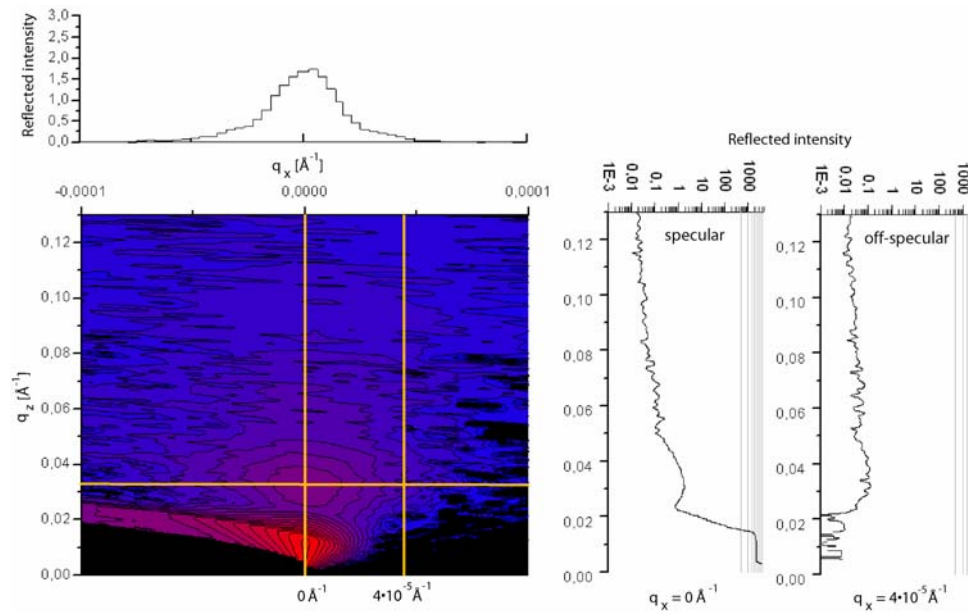 Reflected intensity
3,0
2,5
2,0
1,5
1,0
0,5
0,0
q x [Å⁻¹]
-0,0001 0,0000 0,0001
q z [Å⁻¹]
0,12
0,10
0,08
0,06
0,04
0,02
0,00
0 Å⁻¹ 4•10⁻⁵Å⁻¹
Reflected intensity
1E-3 0,01 0,1 1 10 100 1000
specular
0,12
0,10
0,08
0,06
0,04
0,02
0,00
q x = 0 Å⁻¹
1E-3 0,01 0,1 1 10 100 1000
off-specular
0,12
0,10
0,08
0,06
0,04
0,02
0,00
q x = 4•10⁻⁵Å⁻¹